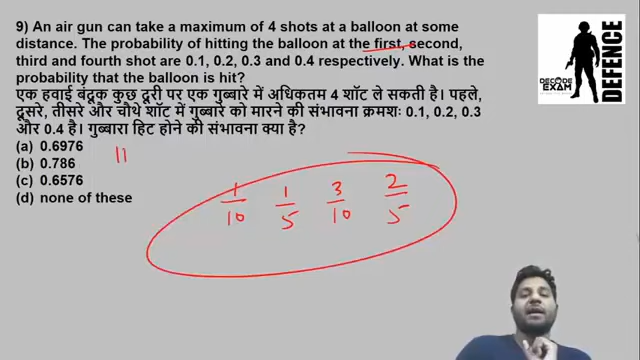 9) An air gun can take a maximum of 4 shots at a balloon at some
distance. The probability of hitting the balloon at the first, second,
third and fourth shot are 0.1, 0.2, 0.3 and 0.4 respectively. What is the
probability that the balloon is hit?
एक हवाई बंदूक कुछ दूरी पर एक गुब्बारे में अधिकतम 4 शॉट ले सकती है। पहले,
दूसरे, तीसरे और चौथे शॉट में गुब्बारे को मारने की संभावना क्रमशः 0.1, 0.2, 0.3
और 0.4 है। गुब्बारा हिट होने की संभावना क्या है?
(a) 0.6976
(b) 0.786
(c) 0.6576
(d) none of these
1/10 1/5 3/10 2/5
DECODE EXAM
DEFENCE